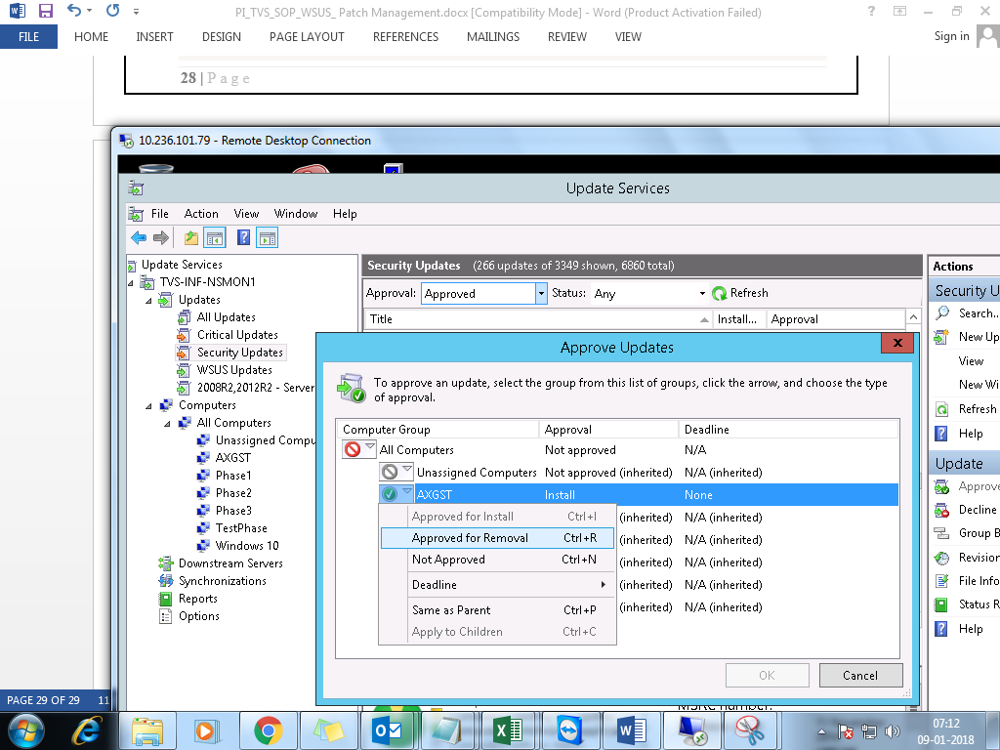 PI_TVS_SOP_WSUS_ Patch Management.docx [Compatibility Mode] - Word (Product Activation Failed)
FILE HOME INSERT DESIGN PAGE LAYOUT REFERENCES MAILINGS REVIEW VIEW Sign in
28 | P a g e
10.236.101.79 - Remote Desktop Connection
Update Services
File Action View Window Help
Update Services
TVS-INF-NSMON1
Updates
All Updates
Critical Updates
Security Updates
WSUS Updates
2008R2,2012R2 - Server
Computers
All Computers
Unassigned Compu
AXGST
Phase1
Phase2
Phase3
TestPhase
Windows 10
Downstream Servers
Synchronizations
Reports
Options
Security Updates (266 updates of 3349 shown, 6860 total)
Approval: Approved Status: Any Refresh
Title Install... Approval
Approve Updates
To approve an update, select the group from this list of groups, click the arrow, and choose the type
of approval.
Computer Group Approval Deadline
All Computers Not approved N/A
Unassigned Computers Not approved (inherited) N/A (inherited)
AXGST Install None
(inherited) N/A (inherited)
(inherited) N/A (inherited)
(inherited) N/A (inherited)
(inherited) N/A (inherited)
(inherited) N/A (inherited)
Approved for Install Ctrl+I
Approved for Removal Ctrl+R
Not Approved Ctrl+N
Deadline
Same as Parent Ctrl+P
Apply to Children Ctrl+C
OK Cancel
Actions
Security U
Search...
New Up
View
New Wi
Refresh
Help
Update
Approve
Decline
Group B
Revision
File Info
Status R
Help
MSRC number.
PAGE 29 OF 29 11
07:12
09-01-2018